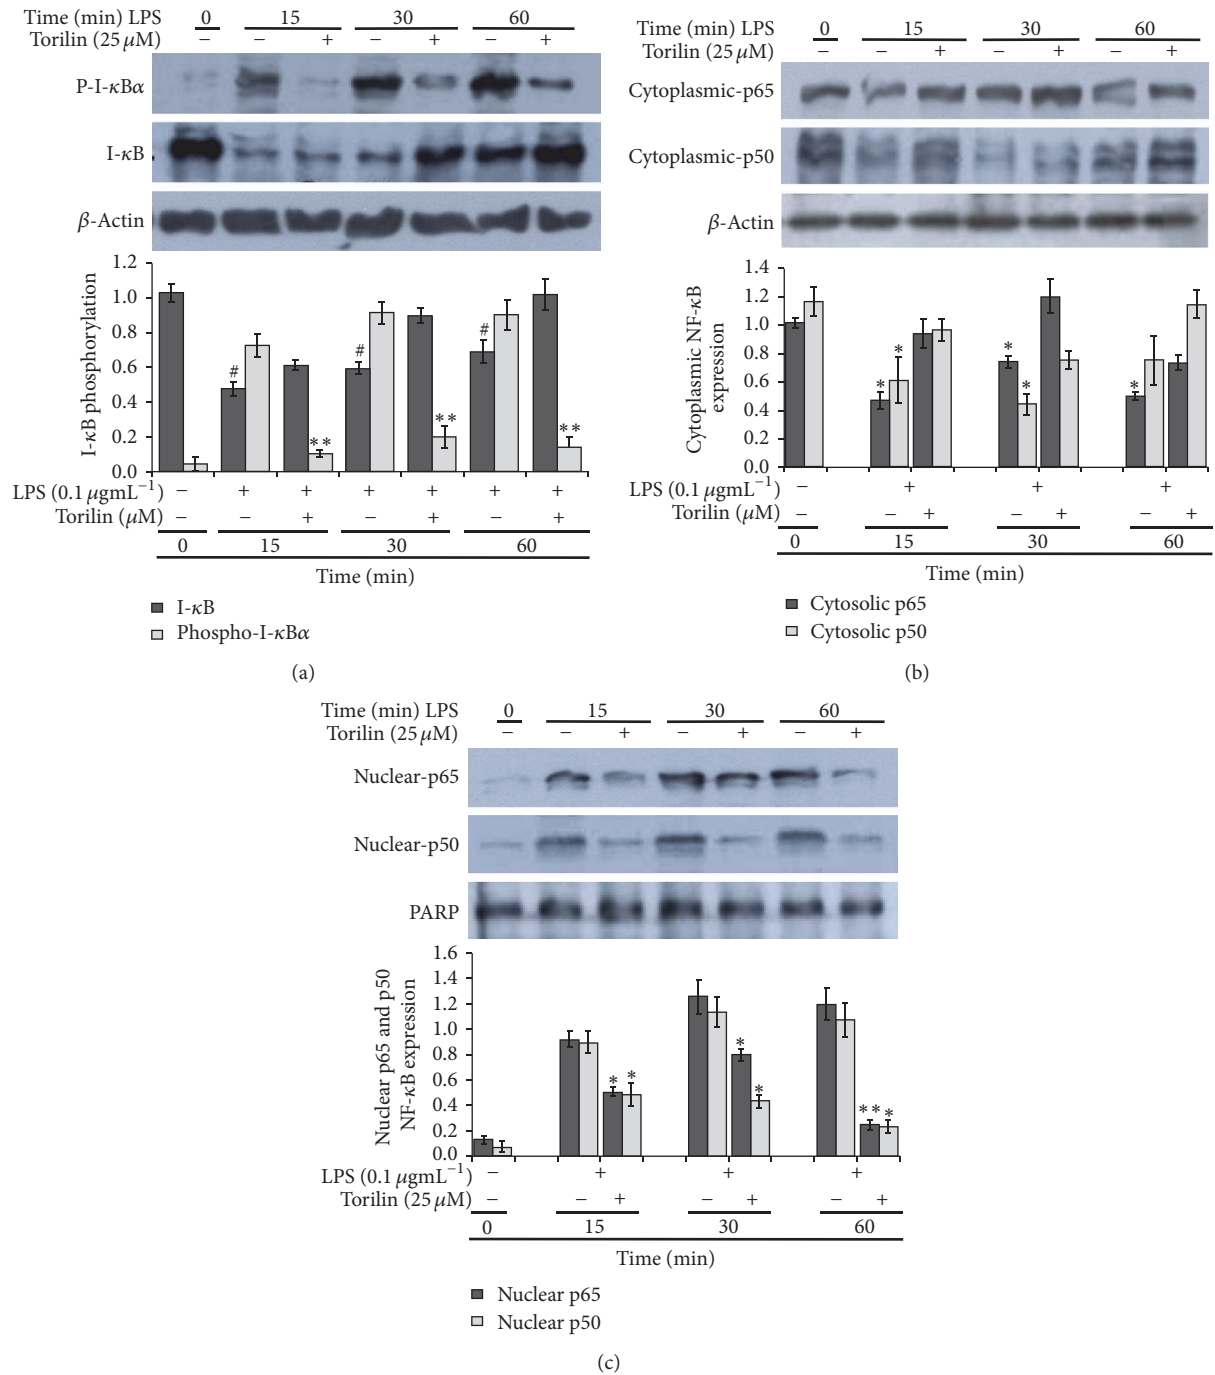 Time (min) LPS 0 15 30 60
Torilin (25 μM) − − + − + − +
P-I-κBα
I-κB
β-Actin
I-κB phosphorylation
1.2
1.0
0.8
0.6
0.4
0.2
0.0
# # #
** ** **
LPS (0.1 μgmL−1) − + + + + + +
Torilin (μM) − − + − + − +
0 15 30 60
Time (min)
I-κB
Phospho-I-κBα
(a)
Time (min) LPS 0 15 30 60
Torilin (25 μM) − − + − + − +
Cytoplasmic-p65
Cytoplasmic-p50
β-Actin
Cytoplasmic NF-κB
expression
1.4
1.2
1.0
0.8
0.6
0.4
0.2
0.0
* * * * *
LPS (0.1 μgmL−1) − + + +
Torilin (μM) − − + − + − +
0 15 30 60
Time (min)
Cytosolic p65
Cytosolic p50
(b)
Time (min) LPS 0 15 30 60
Torilin (25 μM) − − + − + − +
Nuclear-p65
Nuclear-p50
PARP
Nuclear p65 and p50
NF-κB expression
1.6
1.4
1.2
1.0
0.8
0.6
0.4
0.2
0.0
* * * * ** *
LPS (0.1 μgmL−1) − + + +
Torilin (25 μM) − + − + − +
0 15 30 60
Time (min)
Nuclear p65
Nuclear p50
(c)